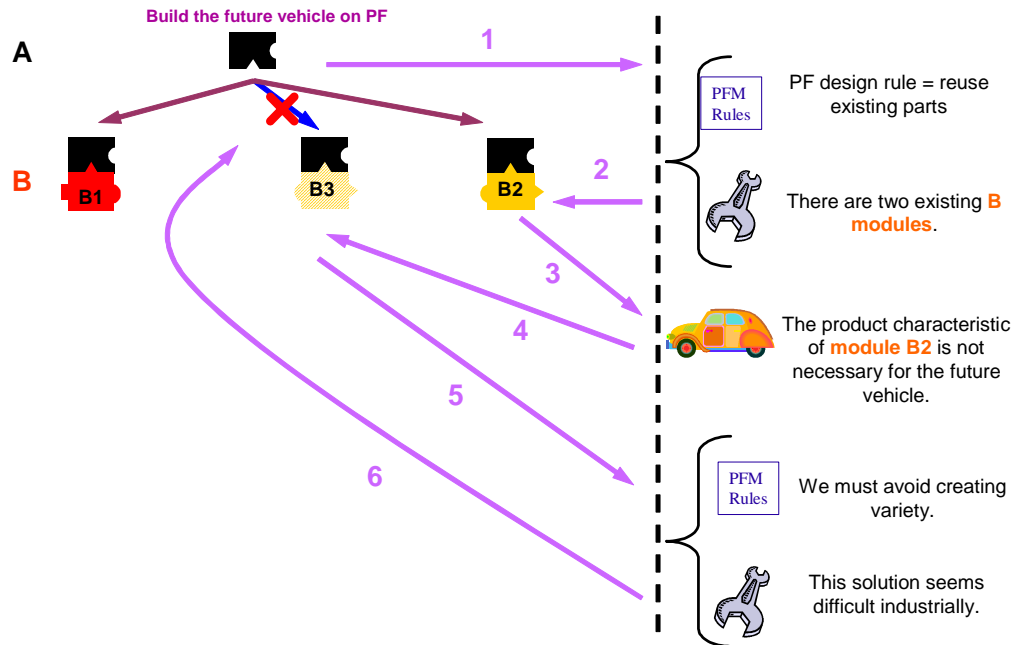 Build the future vehicle on PF
A
1
PFM
Rules
PF design rule = reuse
existing parts
B
B1
B3
B2
2
There are two existing B
modules.
3
4
The product characteristic
of module B2 is not
necessary for the future
vehicle.
5
6
PFM
Rules
We must avoid creating
variety.
This solution seems
difficult industrially.